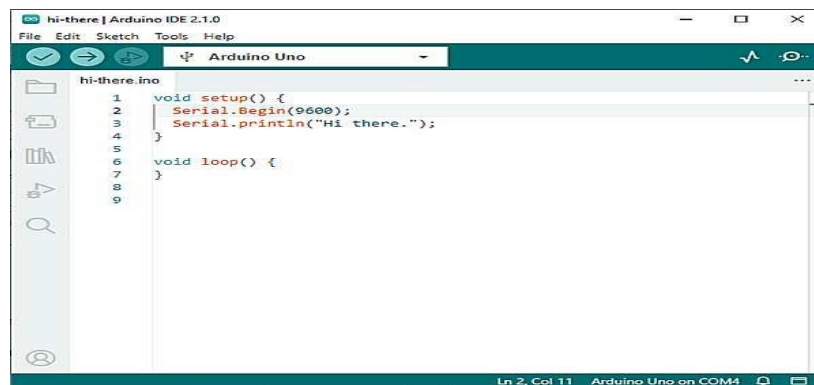 hi-there | Arduino IDE 2.1.0
File Edit Sketch Tools Help
Arduino Uno
hi-there.ino
1 void setup() {
2 Serial.Begin(9600);
3 Serial.println("Hi there.");
4 }
5
6 void loop() {
7 }
8
9
Ln 2, Col 11 Arduino Uno on COM4